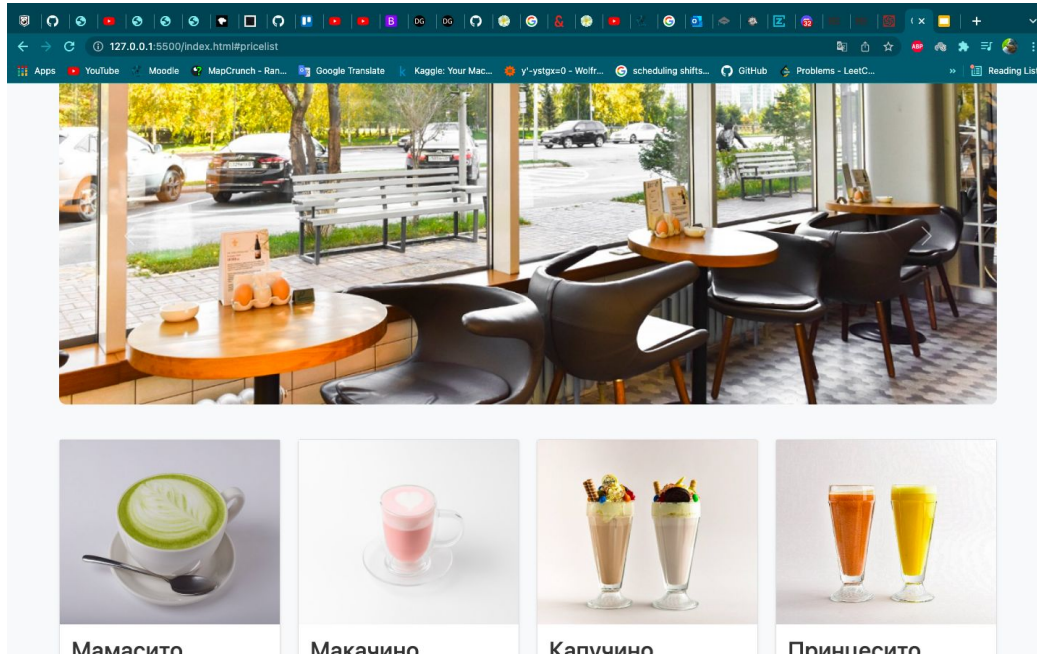 127.0.0.1:5500/index.html#pricelist
Apps YouTube Moodle MapCrunch - Ran... Google Translate Kaggle: Your Mac... y'-ystgx=0 - Wolfr... scheduling shifts... GitHub Problems - LeetC... » Reading List
Мамасито Макачино Капучино Принцесито